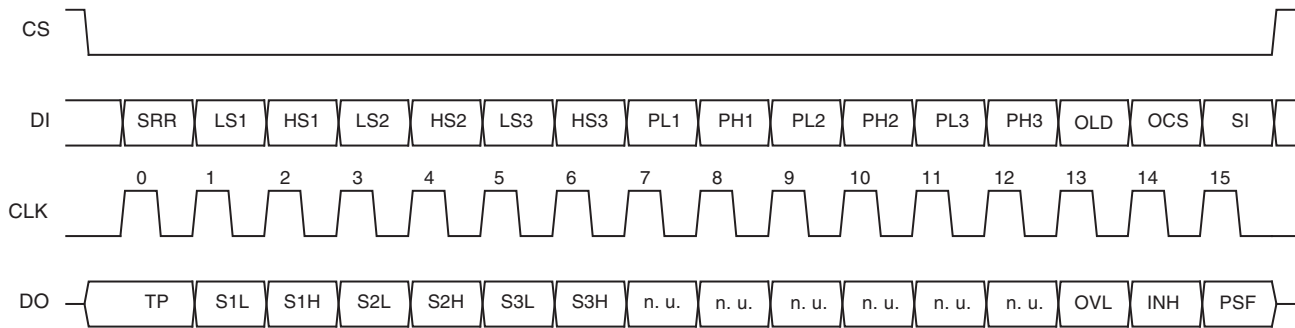 CS
DI SRR LS1 HS1 LS2 HS2 LS3 HS3 PL1 PH1 PL2 PH2 PL3 PH3 OLD OCS SI
0 1 2 3 4 5 6 7 8 9 10 11 12 13 14 15
CLK
DO TP S1L S1H S2L S2H S3L S3H n. u. n. u. n. u. n. u. n. u. n. u. OVL INH PSF